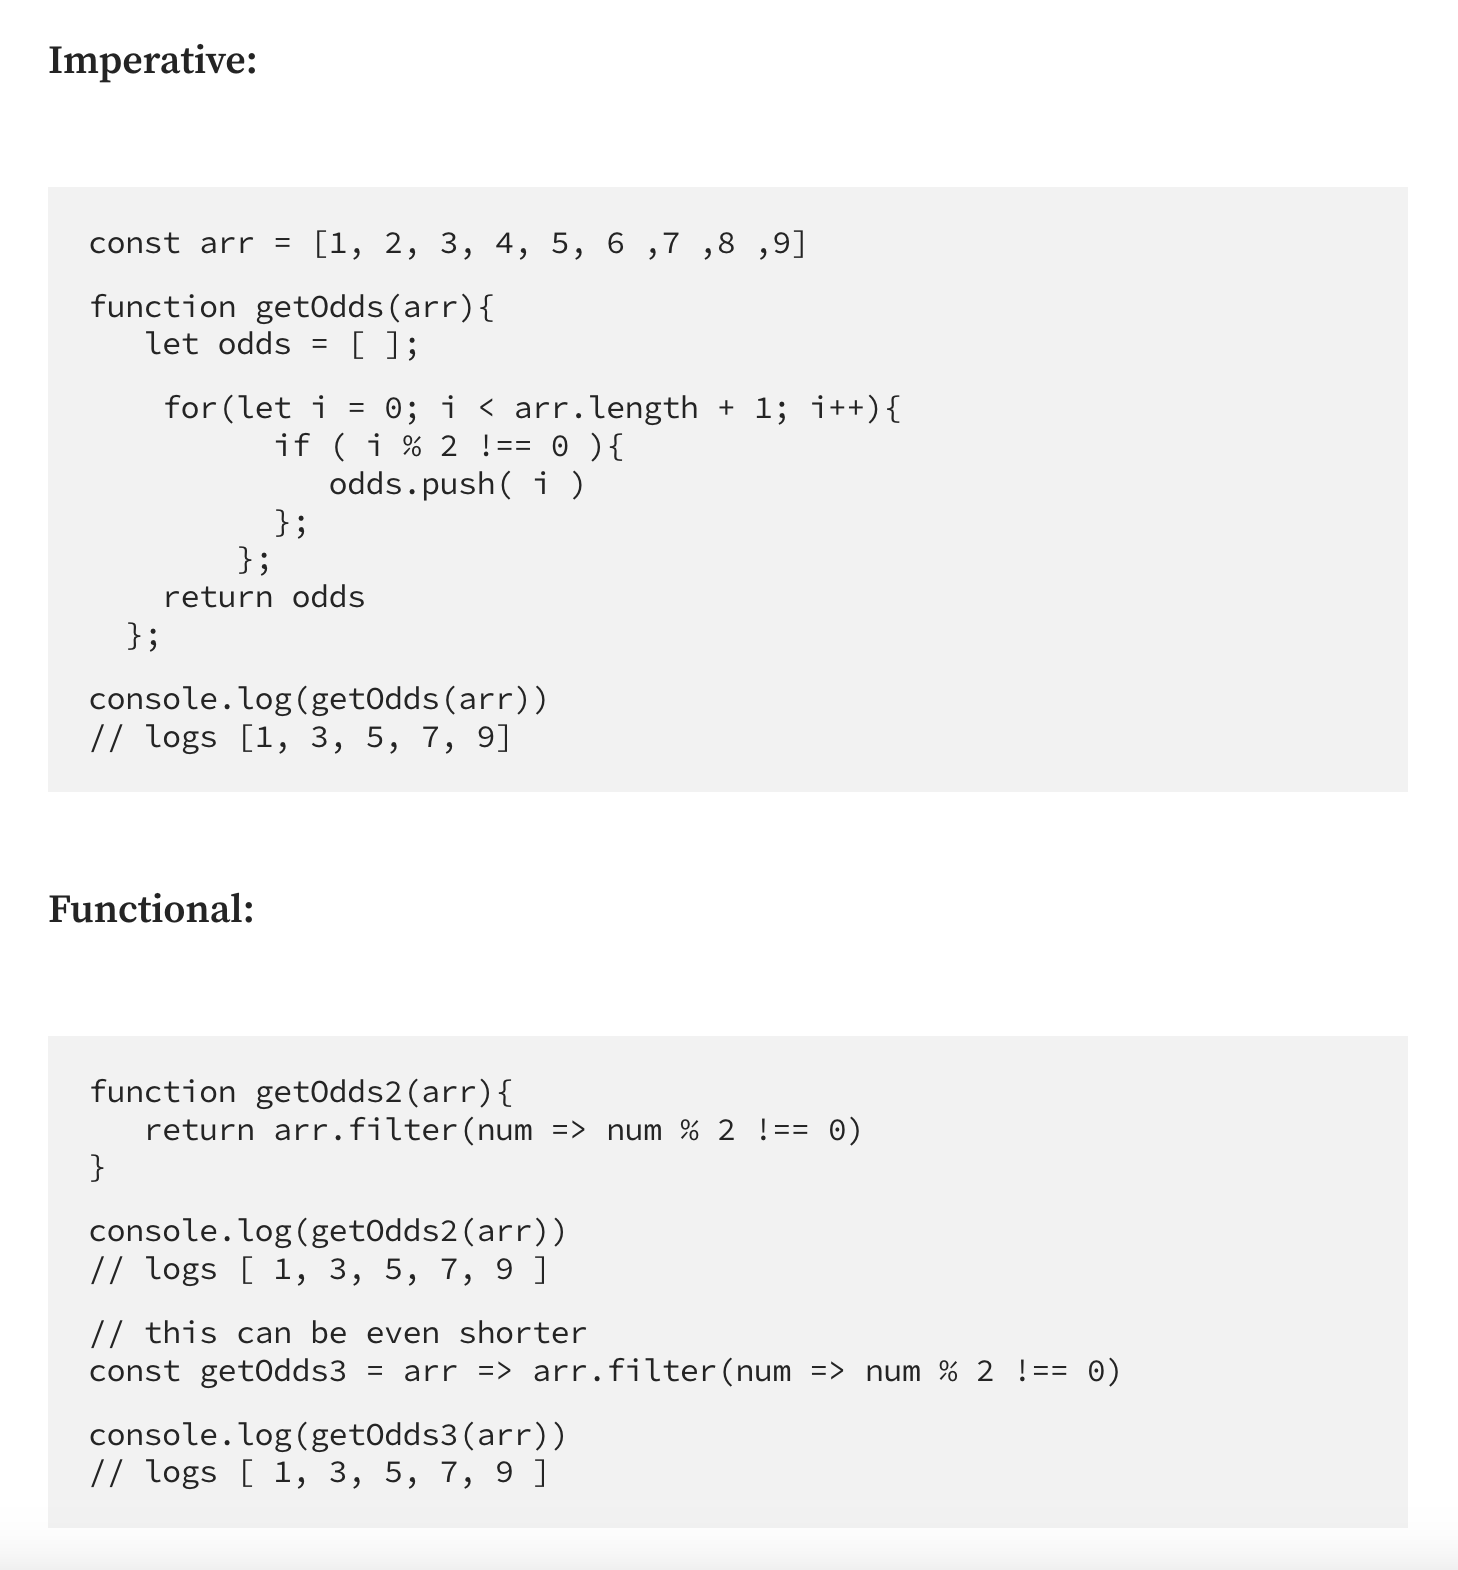 Imperative:
const arr = [1, 2, 3, 4, 5, 6 ,7 ,8 ,9]
function getOdds(arr){
   let odds = [ ];
    for(let i = 0; i < arr.length + 1; i++){
          if ( i % 2 !== 0 ){
             odds.push( i )
          };
        };
    return odds
  };
console.log(getOdds(arr))
// logs [1, 3, 5, 7, 9]
Functional:
function getOdds2(arr){
   return arr.filter(num => num % 2 !== 0)
}
console.log(getOdds2(arr))
// logs [ 1, 3, 5, 7, 9 ]
// this can be even shorter
const getOdds3 = arr => arr.filter(num => num % 2 !== 0)
console.log(getOdds3(arr))
// logs [ 1, 3, 5, 7, 9 ]